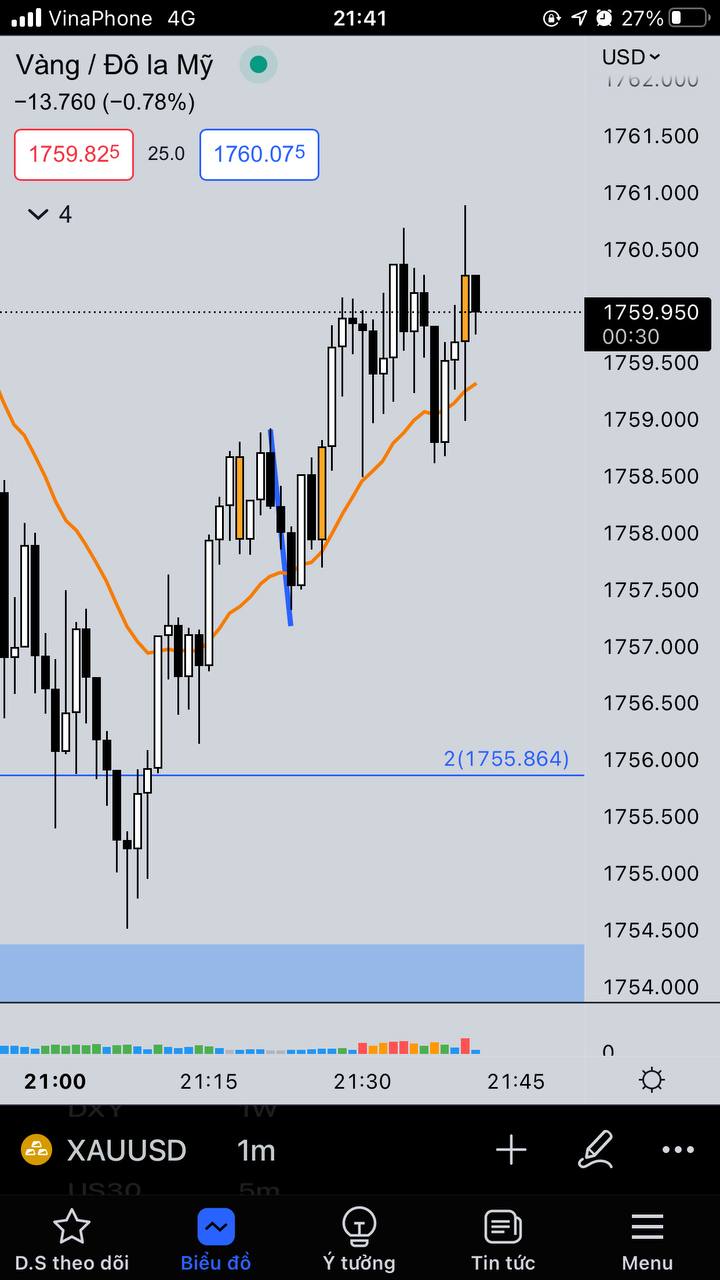 VinaPhone 4G 21:41 27%
Vàng / Đô la Mỹ USD
−13.760 (−0.78%) 1762.000
1759.825 25.0 1760.075
4
1761.500
1761.000
1760.500
1759.950
00:30
1759.500
1759.000
1758.500
1758.000
1757.500
1757.000
1756.500
2(1755.864) 1756.000
1755.500
1755.000
1754.500
1754.000
0
21:00 21:15 21:30 21:45
DXY 1W
XAUUSD 1m
US30 5m
D.S theo dõi Biểu đồ Ý tưởng Tin tức Menu